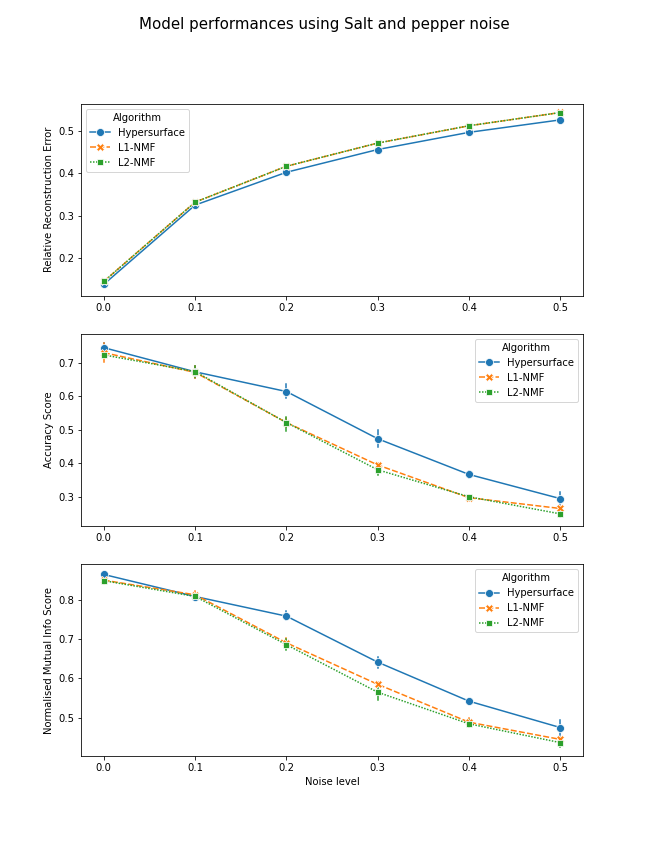 Model performances using Salt and pepper noise
Relative Reconstruction Error
0.5
0.4
0.3
0.2
Algorithm
Hypersurface
L1-NMF
L2-NMF
0.0 0.1 0.2 0.3 0.4 0.5
Accuracy Score
0.7
0.6
0.5
0.4
0.3
Algorithm
Hypersurface
L1-NMF
L2-NMF
0.0 0.1 0.2 0.3 0.4 0.5
Normalised Mutual Info Score
0.8
0.7
0.6
0.5
Algorithm
Hypersurface
L1-NMF
L2-NMF
0.0 0.1 0.2 0.3 0.4 0.5
Noise level